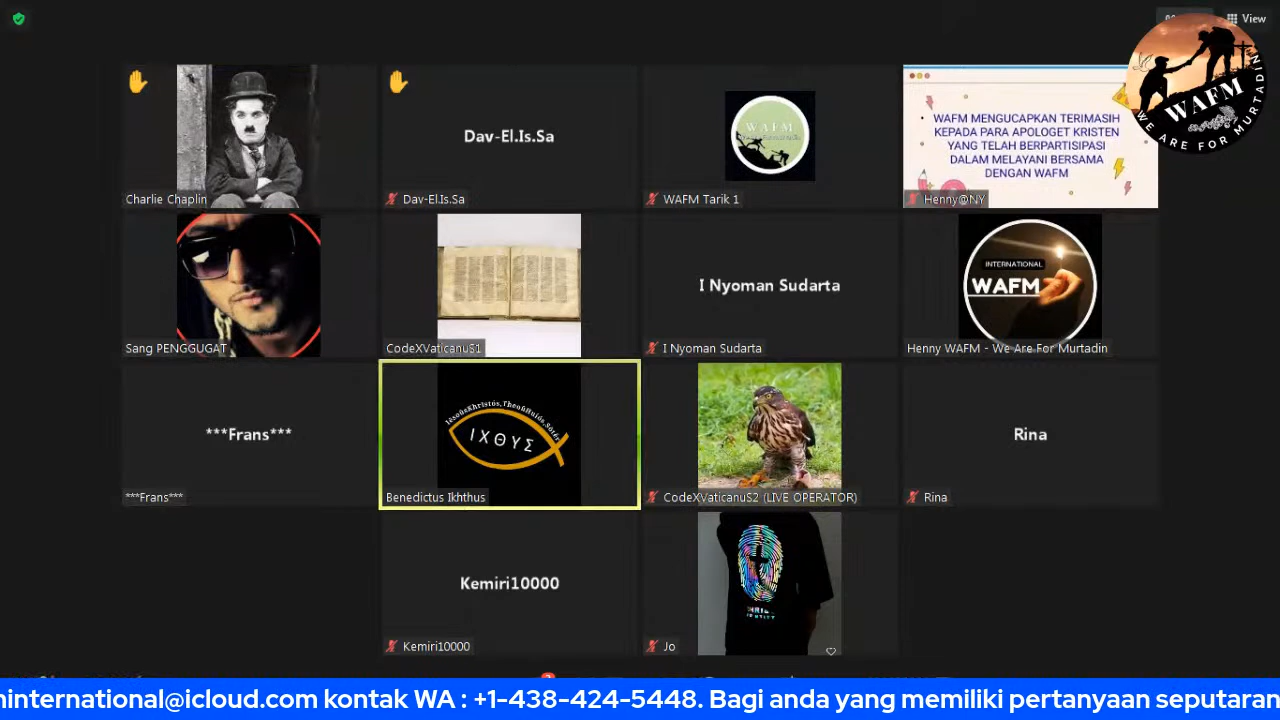 View
WAFM
WE ARE FOR MURTADIN
Charlie Chaplin
Dav-El.Is.Sa
Dav-El.Is.Sa
WAFM
WAFM Tarik 1
WAFM MENGUCAPKAN TERIMASIH
KEPADA PARA APOLOGET KRISTEN
YANG TELAH BERPARTISIPASI
DALAM MELAYANI BERSAMA
DENGAN WAFM
Henny@NY
Sang PENGGUGAT
CodeXVaticanuS1
I Nyoman Sudarta
I Nyoman Sudarta
INTERNATIONAL
WAFM
Henny WAFM - We Are For Murtadin
***Frans***
***Frans***
IēsoûsKhristós,TheoûHuiós,Sōtḗr
ΙΧΘΥΣ
Benedictus Ikhthus
CodeXVaticanuS2 (LIVE OPERATOR)
Rina
Rina
Kemiri10000
Kemiri10000
Jo
international@icloud.com kontak WA : +1-438-424-5448. Bagi anda yang memiliki pertanyaan seputaran